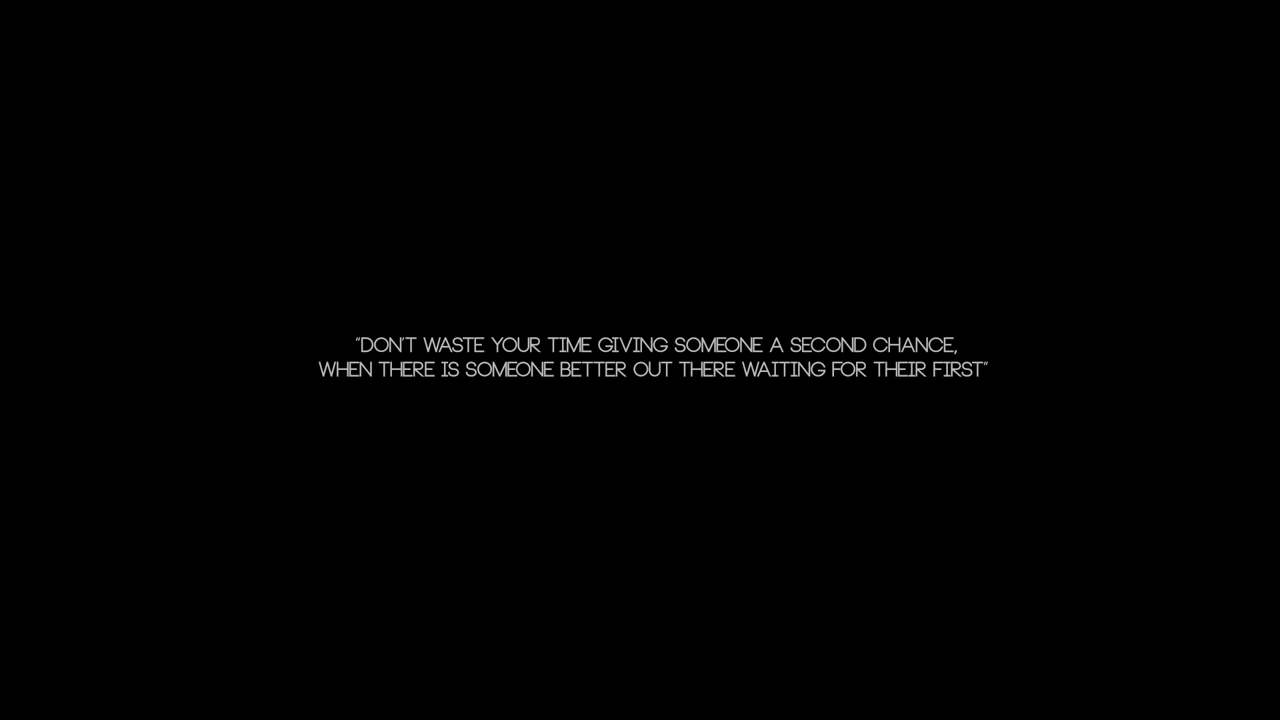 "DON'T WASTE YOUR TIME GIVING SOMEONE A SECOND CHANCE,
WHEN THERE IS SOMEONE BETTER OUT THERE WAITING FOR THEIR FIRST"